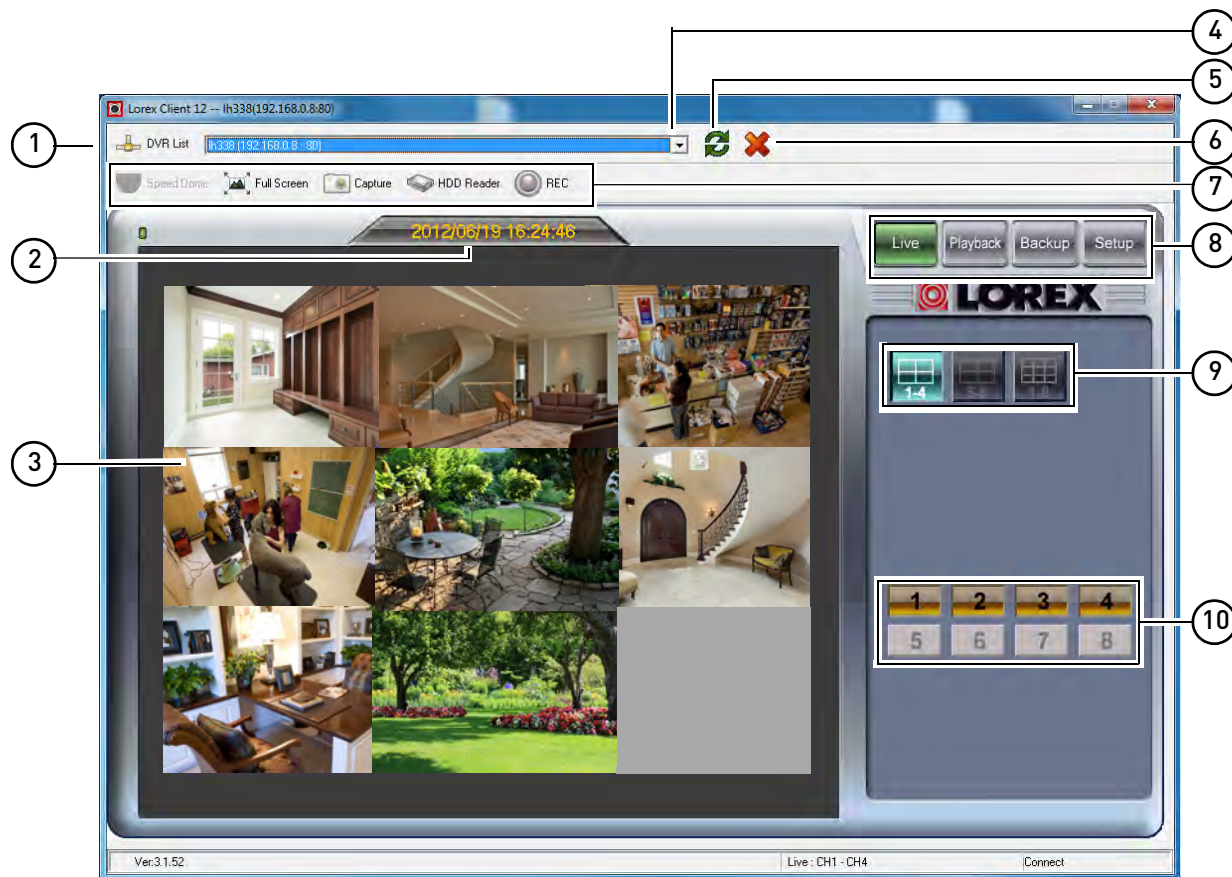 4
5
Lorex Client 12 -- lh338(192.168.0.8:80)
1
DVR List
lh338 (192.168.0.8 : 80)
6
Speed Dome
Full Screen
Capture
HDD Reader
REC
7
2012/06/19 16:24:46
Live
Playback
Backup
Setup
8
2
LOREX
1-4
9
3
1
2
3
4
5
6
7
8
10
Ver:3.1.52
Live : CH1 - CH4
Connect